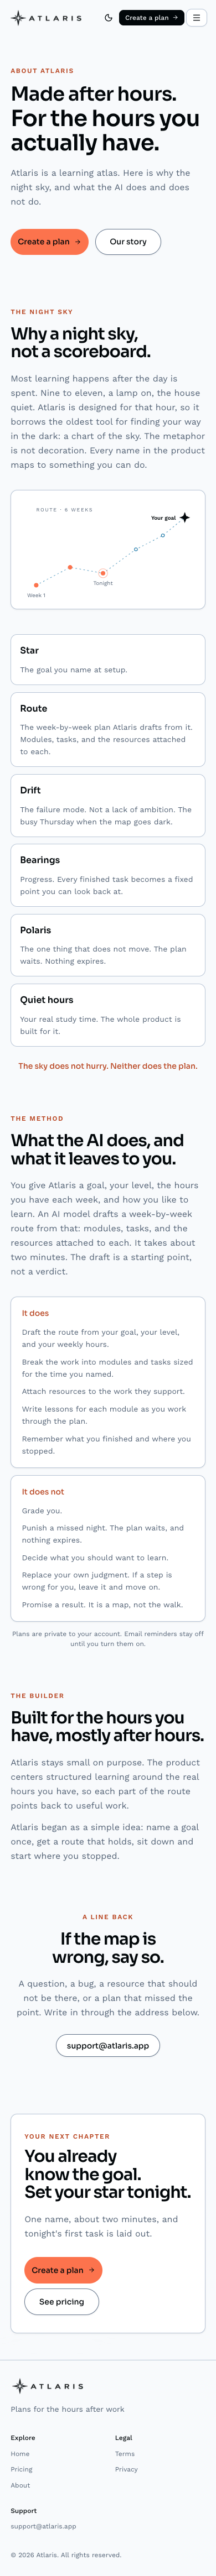 ATLARIS
Create a plan →
ABOUT ATLARIS
Made after hours.
For the hours you
actually have.
Atlaris is a learning atlas. Here is why the
night sky, and what the AI does and does
not do.
Create a plan →
Our story
THE NIGHT SKY
Why a night sky,
not a scoreboard.
Most learning happens after the day is
spent. Nine to eleven, a lamp on, the house
quiet. Atlaris is designed for that hour, so it
borrows the oldest tool for finding your way
in the dark: a chart of the sky. The metaphor
is not decoration. Every name in the product
maps to something you can do.
ROUTE · 6 WEEKS
Your goal
Tonight
Week 1
Star
The goal you name at setup.
Route
The week-by-week plan Atlaris drafts from it.
Modules, tasks, and the resources attached
to each.
Drift
The failure mode. Not a lack of ambition. The
busy Thursday when the map goes dark.
Bearings
Progress. Every finished task becomes a fixed
point you can look back at.
Polaris
The one thing that does not move. The plan
waits. Nothing expires.
Quiet hours
Your real study time. The whole product is
built for it.
The sky does not hurry. Neither does the plan.
THE METHOD
What the AI does, and
what it leaves to you.
You give Atlaris a goal, your level, the hours
you have each week, and how you like to
learn. An AI model drafts a week-by-week
route from that: modules, tasks, and the
resources attached to each. It takes about
two minutes. The draft is a starting point,
not a verdict.
It does
Draft the route from your goal, your level,
and your weekly hours.
Break the work into modules and tasks sized
for the time you named.
Attach resources to the work they support.
Write lessons for each module as you work
through the plan.
Remember what you finished and where you
stopped.
It does not
Grade you.
Punish a missed night. The plan waits, and
nothing expires.
Decide what you should want to learn.
Replace your own judgment. If a step is
wrong for you, leave it and move on.
Promise a result. It is a map, not the walk.
Plans are private to your account. Email reminders stay off
until you turn them on.
THE BUILDER
Built for the hours you
have, mostly after yours.
Atlaris stays small on purpose. The product
centers structured learning around the real
hours you have, so each part of the route
points back to useful work.
Atlaris began as a simple idea: name a goal
once, get a route that holds, sit down and
start where you stopped.
A LINE BACK
If the map is
wrong, say so.
A question, a bug, a resource that should
not be there, or a plan that missed the
point. Write in through the address below.
support@atlaris.app
YOUR NEXT CHAPTER
You already
know the goal.
Set your star tonight.
One name, about two minutes, and
tonight's first task is laid out.
Create a plan →
See pricing
ATLARIS
Plans for the hours after work
Explore
Home
Pricing
About
Legal
Terms
Privacy
Support
support@atlaris.app
© 2026 Atlaris. All rights reserved.